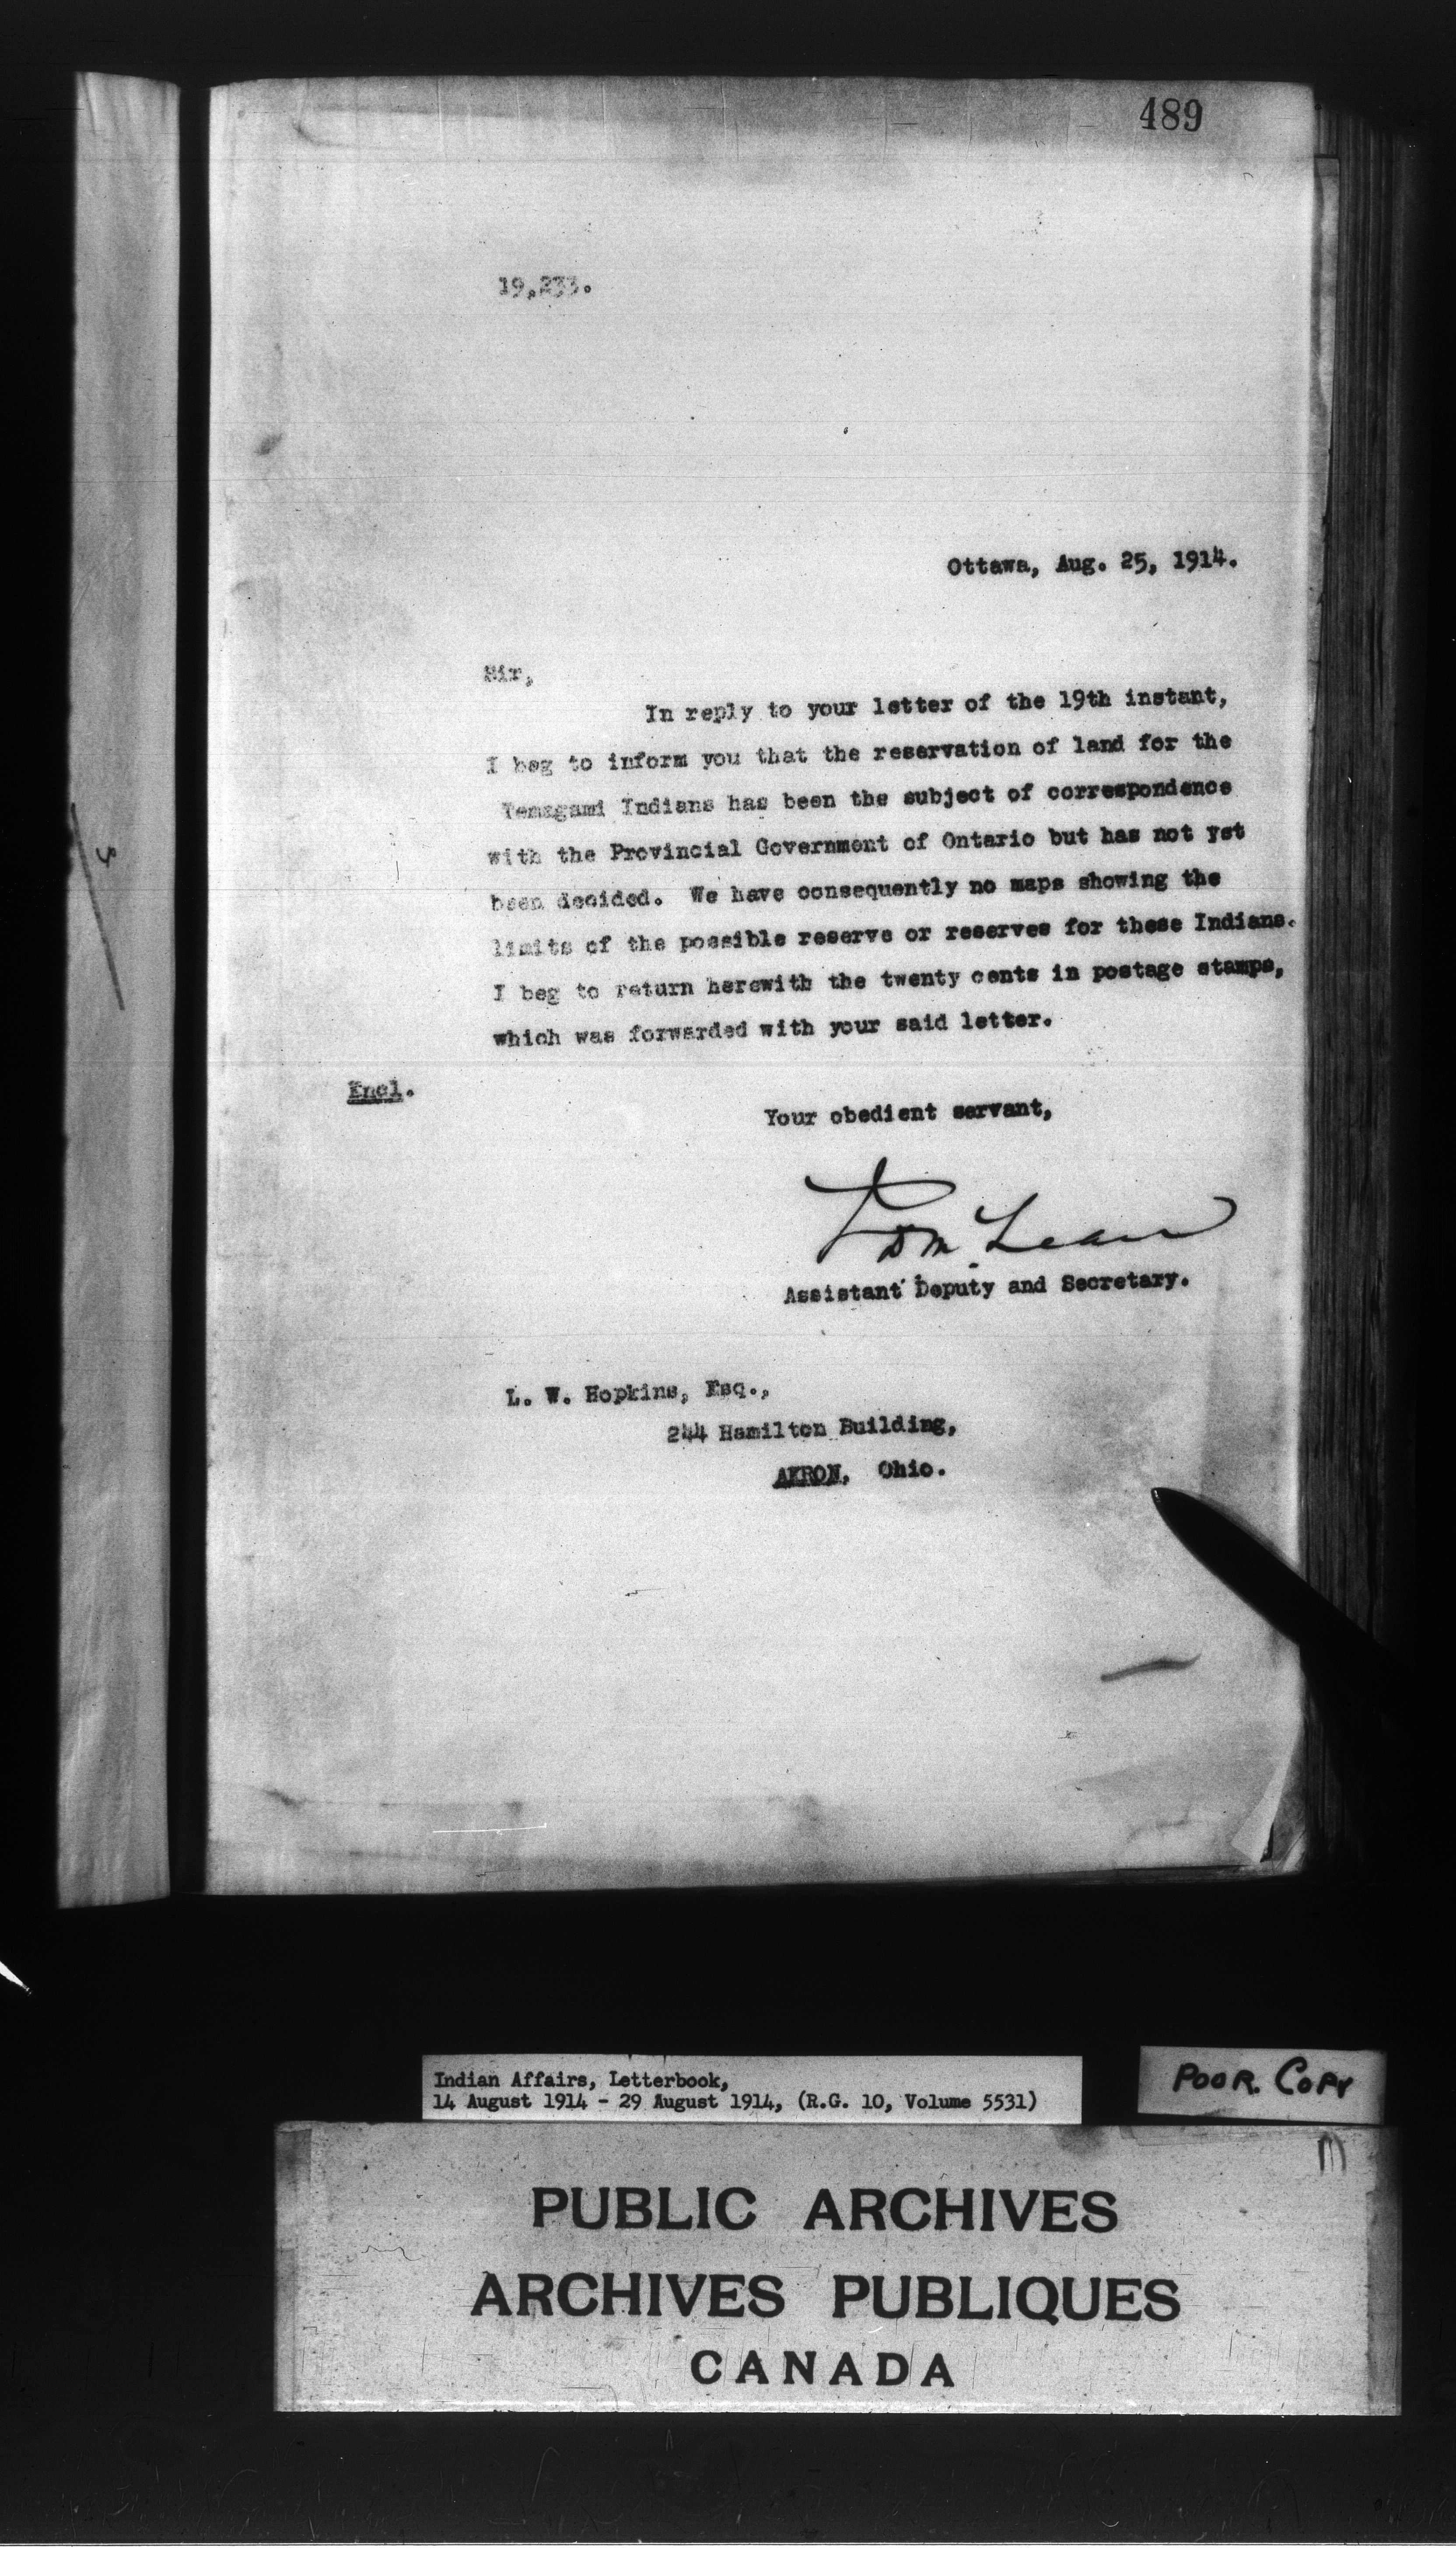 489
19,233.
Ottawa, Aug. 25, 1914.
Sir,
In reply to your letter of the 19th instant,
I beg to inform you that the reservation of land for the
Temagami Indians has been the subject of correspondence
with the Provincial Government of Ontario but has not yet
been decided. We have consequently no maps showing the
limits of the possible reserve or reserves for these Indians.
I beg to return herewith the twenty cents in postage stamps,
which was forwarded with your said letter.
Encl.
Your obedient servant,
Assistant Deputy and Secretary.
L. W. Hopkins, Esq.,
244 Hamilton Building,
AKRON, Ohio.
Indian Affairs, Letterbook,
14 August 1914 - 29 August 1914, (R.G. 10, Volume 5531)
POOR. COPY
PUBLIC ARCHIVES
ARCHIVES PUBLIQUES
CANADA